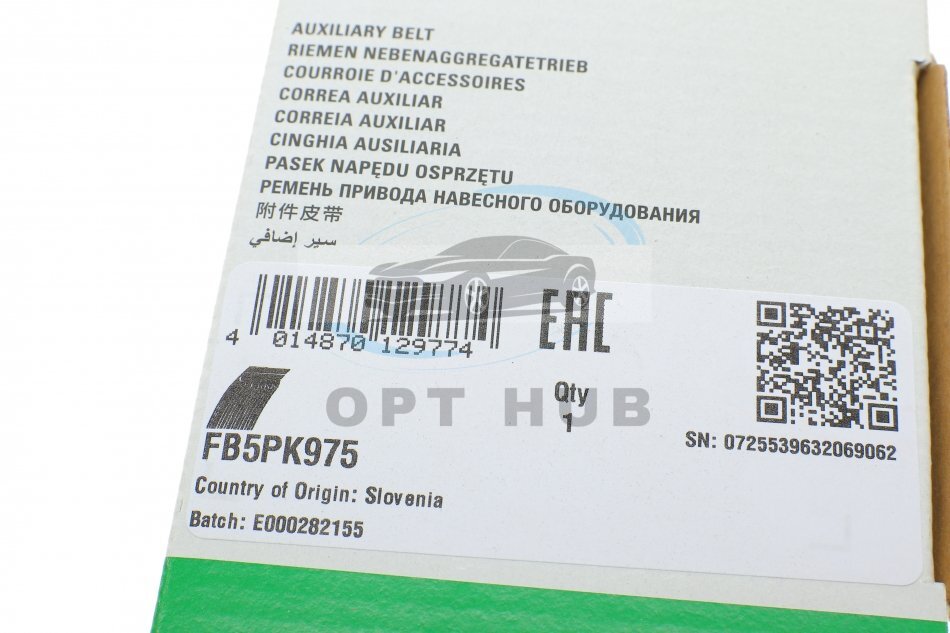 AUXILIARY BELT
RIEMEN NEBENAGGREGATETRIEB
COURROIE D'ACCESSOIRES
CORREA AUXILIAR
CORREIA AUXILIAR
CINGHIA AUSILIARIA
PASEK NAPĘDU OSPRZĘTU
РЕМЕНЬ ПРИВОДА НАВЕСНОГО ОБОРУДОВАНИЯ
附件皮带
سير إضافي
4 014870 129774
EAC
OPT HUB
Qty
1
SN: 0725539632069062
FB5PK975
Country of Origin: Slovenia
Batch: E000282155